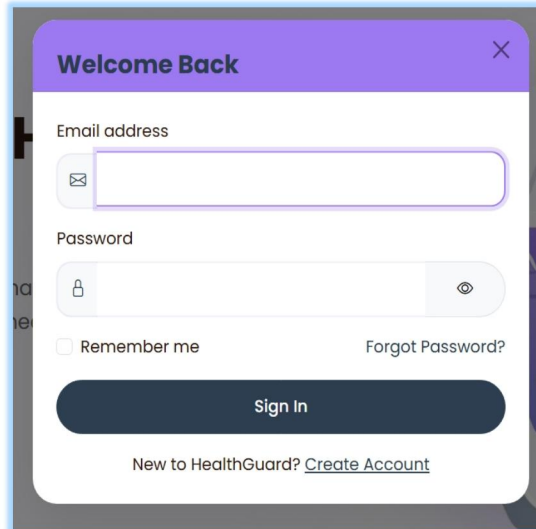 Welcome Back
Email address
Password
Remember me
Forgot Password?
Sign In
New to HealthGuard? Create Account